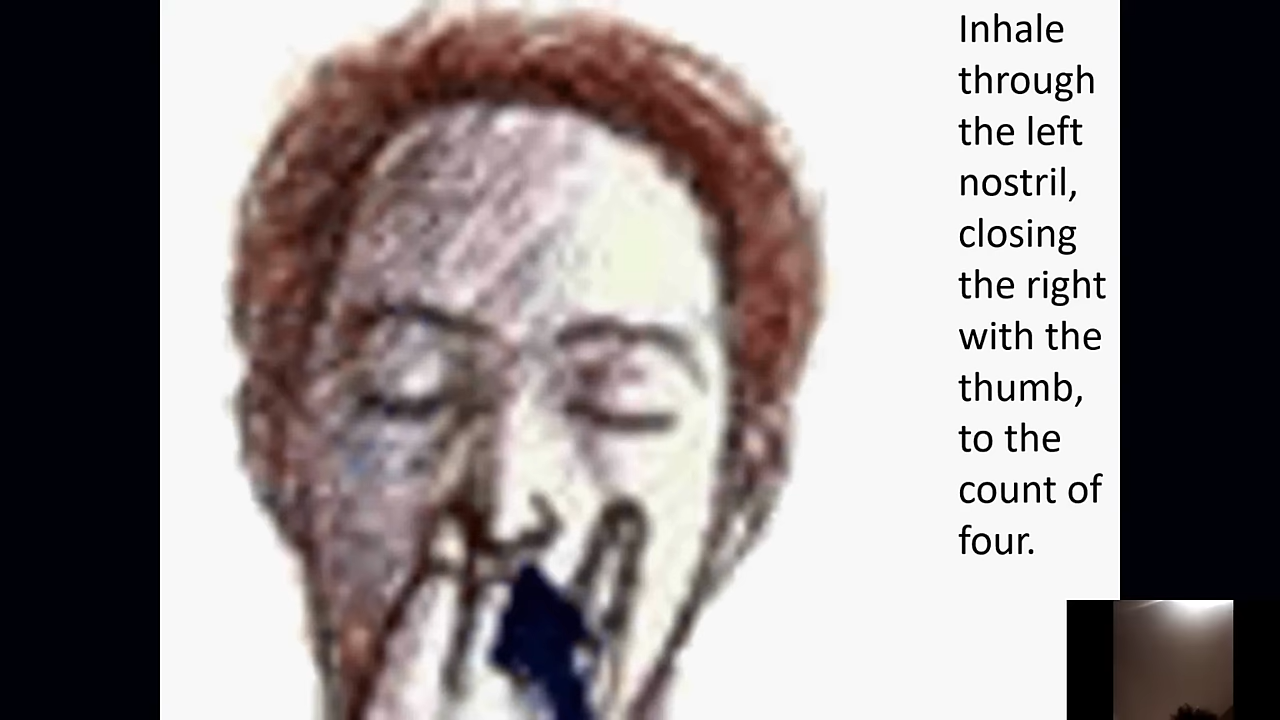 Inhale
through
the left
nostril,
closing
the right
with the
thumb,
to the
count of
four.